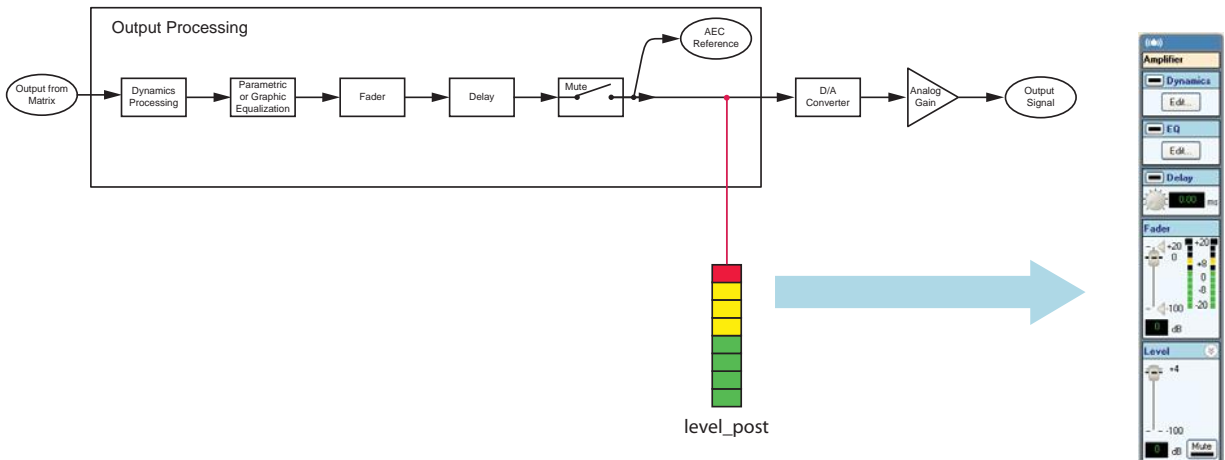 Output Processing
AEC
Reference
Output from
Matrix
Dynamics
Processing
Parametric
or Graphic
Equalization
Fader
Delay
Mute
D/A
Converter
Analog
Gain
Output
Signal
level_post
Amplifier
Dynamics
Edit...
EQ
Edit...
Delay
0.00 ms
Fader
+20 +20
0
+8
0
-8
-100 -20
0 dB
Level
+4
-100
0 dB Mute